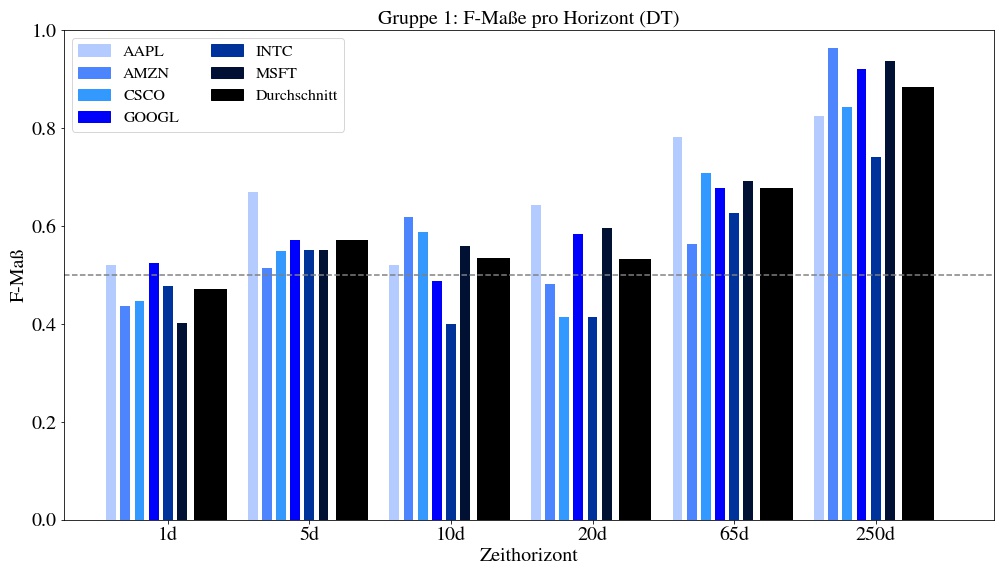 Gruppe 1: F-Maße pro Horizont (DT)
AAPL
AMZN
CSCO
GOOGL
INTC
MSFT
Durchschnitt
F-Maß
1.0
0.8
0.6
0.4
0.2
0.0
1d
5d
10d
20d
65d
250d
Zeithorizont